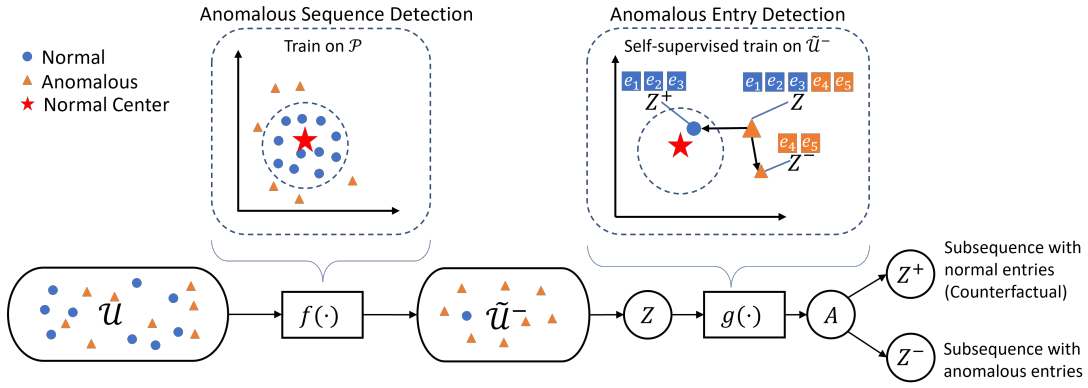 Anomalous Sequence Detection
Anomalous Entry Detection
Normal
Anomalous
Normal Center
Train on 𝒫
Self-supervised train on 𝒰̃⁻
e₁ e₂ e₃
Z⁺
e₁ e₂ e₃ e₄ e₅
Z
e₄ e₅
Z⁻
𝒰
f(·)
𝒰̃⁻
Z
g(·)
A
Z⁺
Subsequence with
normal entries
(Counterfactual)
Z⁻
Subsequence with
anomalous entries